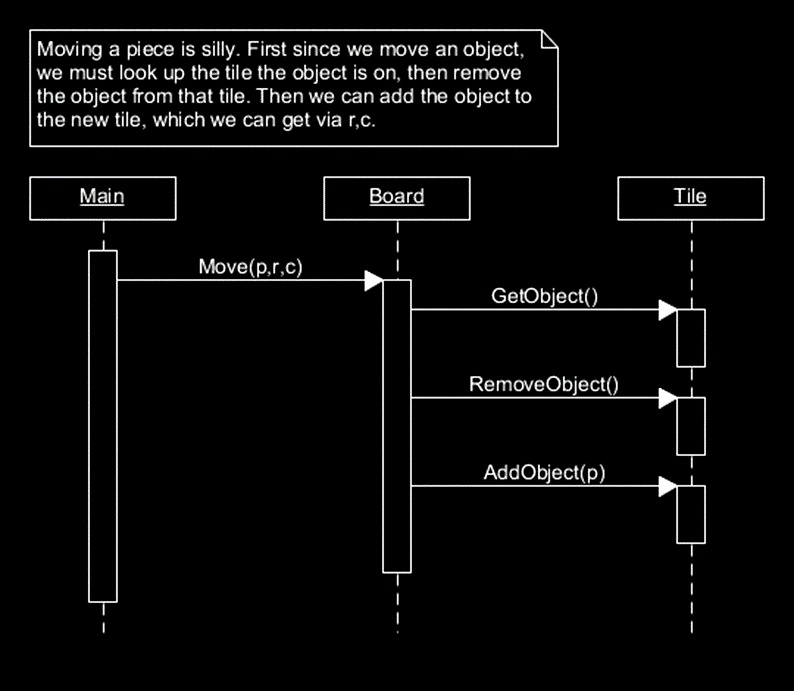 Moving a piece is silly. First since we move an object,
we must look up the tile the object is on, then remove
the object from that tile. Then we can add the object to
the new tile, which we can get via r,c.
Main
Board
Tile
Move(p,r,c)
GetObject()
RemoveObject()
AddObject(p)